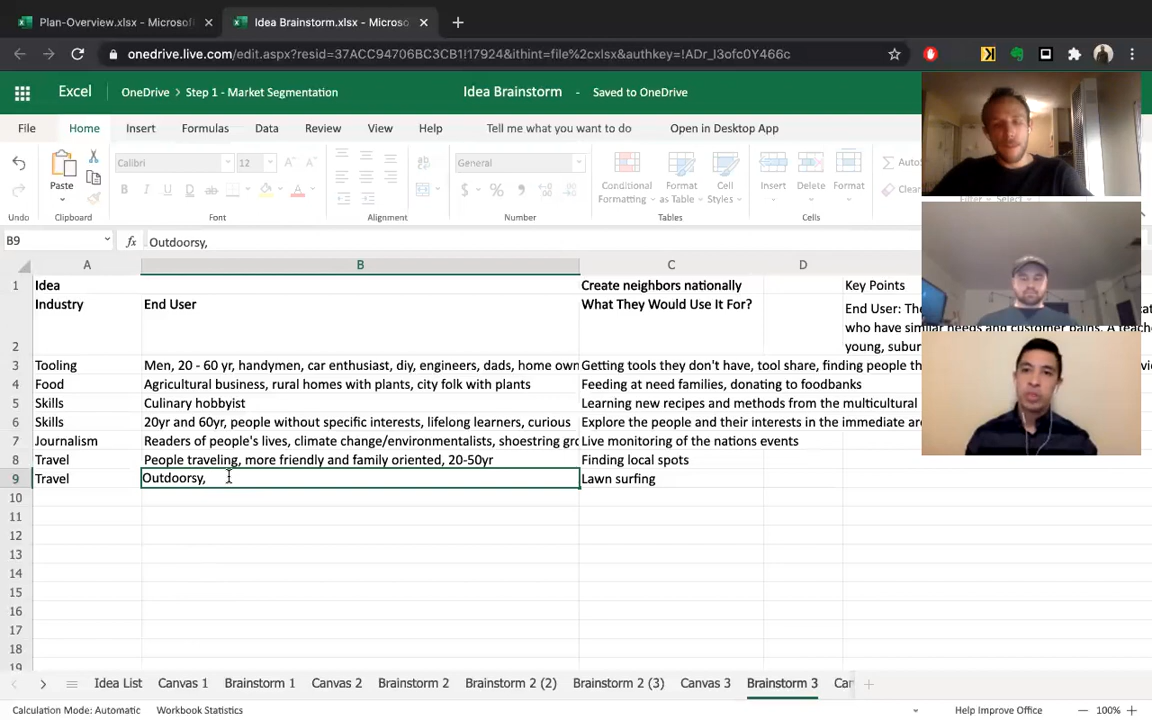 Plan-Overview.xlsx - Microsof
Idea Brainstorm.xlsx - Microso
onedrive.live.com/edit.aspx?resid=37ACC94706BC3CB1!17924&ithint=file%2cxlsx&authkey=!ADr_I3ofc0Y466c
Excel OneDrive > Step 1 - Market Segmentation Idea Brainstorm - Saved to OneDrive
File Home Insert Formulas Data Review View Help Tell me what you want to do Open in Desktop App
Calibri 12 General
Paste
Conditional Formatting
Format as Table
Cell Styles
Insert Delete Format
Auto
Clear
Undo Clipboard Font Alignment Number Tables Cells
B9 fx Outdoorsy,
A B C D
1 Idea Create neighbors nationally Key Points
2 Industry End User What They Would Use It For?
End User: The
who have similar needs and customer pains. A teache
young, subur
3 Tooling Men, 20 - 60 yr, handymen, car enthusiast, diy, engineers, dads, home own Getting tools they don't have, tool share, finding people th
4 Food Agricultural business, rural homes with plants, city folk with plants Feeding at need families, donating to foodbanks
5 Skills Culinary hobbyist Learning new recipes and methods from the multicultural
6 Skills 20yr and 60yr, people without specific interests, lifelong learners, curious Explore the people and their interests in the immediate are
7 Journalism Readers of people's lives, climate change/environmentalists, shoestring gro Live monitoring of the nations events
8 Travel People traveling, more friendly and family oriented, 20-50yr Finding local spots
9 Travel Outdoorsy, Lawn surfing
10
11
12
13
14
15
16
17
18
19
Idea List Canvas 1 Brainstorm 1 Canvas 2 Brainstorm 2 Brainstorm 2 (2) Brainstorm 2 (3) Canvas 3 Brainstorm 3 Car
Calculation Mode: Automatic Workbook Statistics Help Improve Office 100%